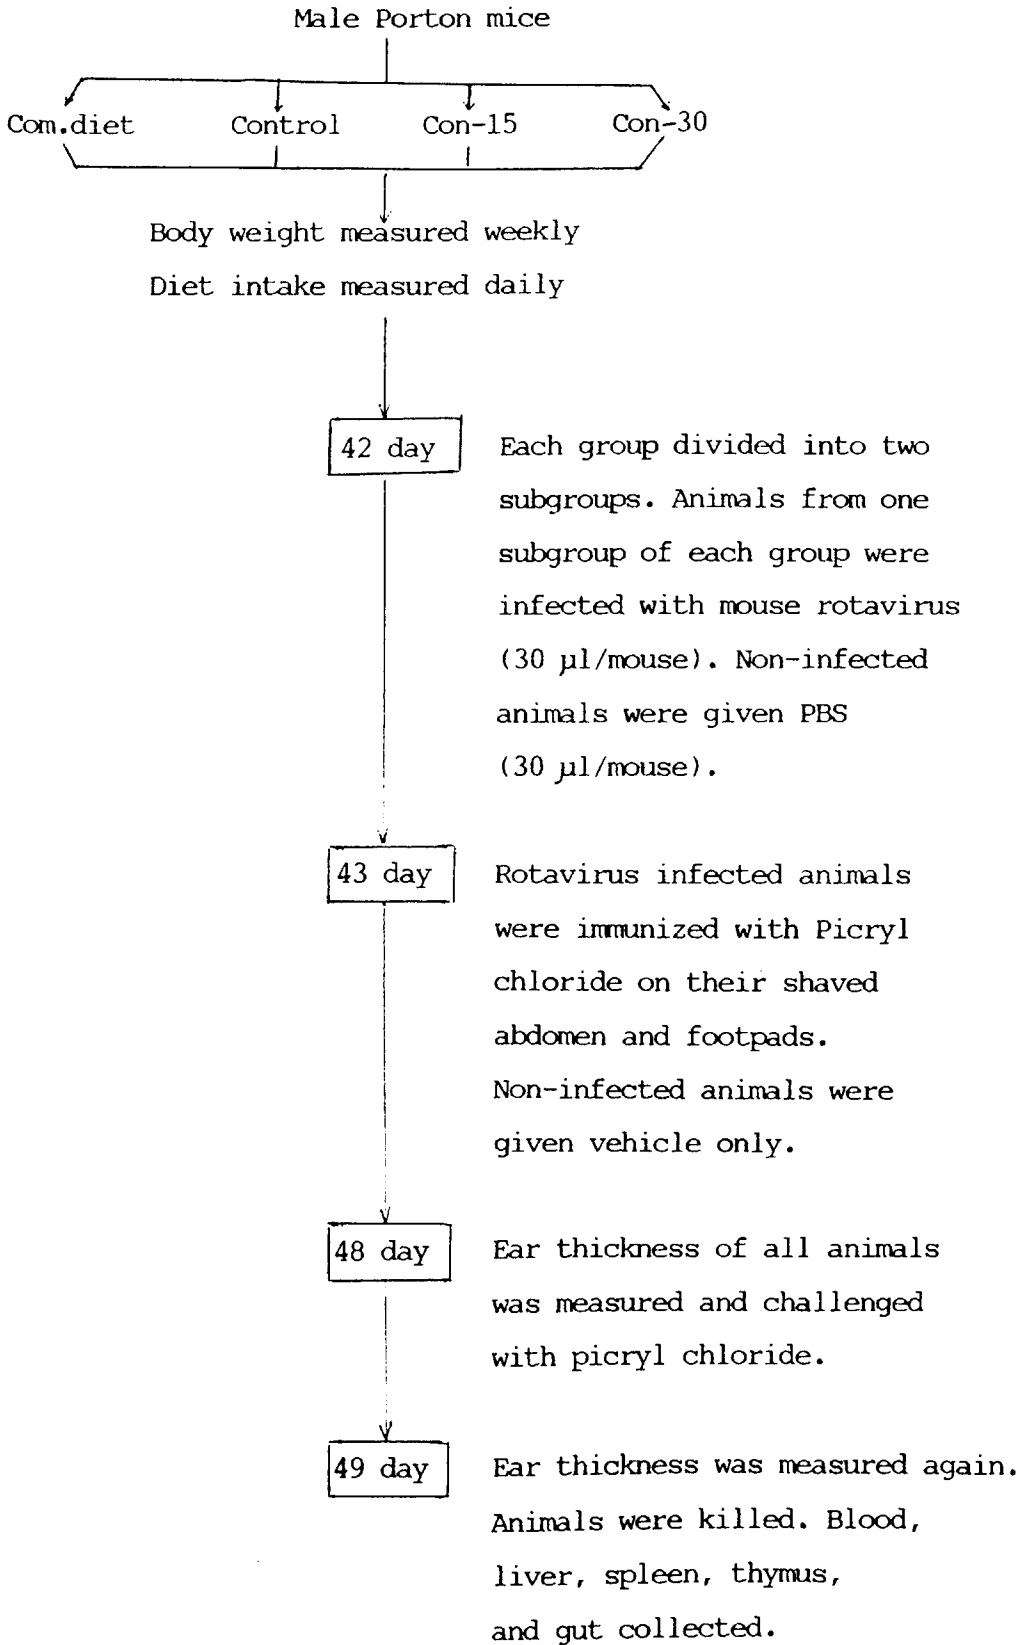 Male Porton mice
Com.diet Control Con-15 Con-30
Body weight measured weekly
Diet intake measured daily
42 day
Each group divided into two
subgroups. Animals from one
subgroup of each group were
infected with mouse rotavirus
(30 µl/mouse). Non-infected
animals were given PBS
(30 µl/mouse).
43 day
Rotavirus infected animals
were immunized with Picryl
chloride on their shaved
abdomen and footpads.
Non-infected animals were
given vehicle only.
48 day
Ear thickness of all animals
was measured and challenged
with picryl chloride.
49 day
Ear thickness was measured again.
Animals were killed. Blood,
liver, spleen, thymus,
and gut collected.